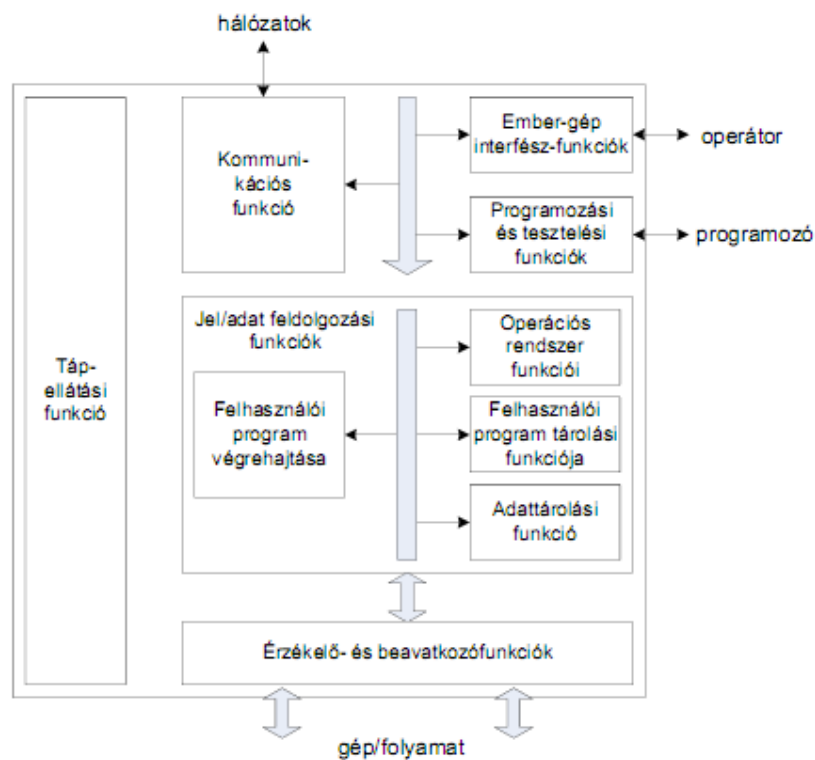 hálózatok
Kommuni-
kációs
funkció
Ember-gép
interfész-funkciók
operátor
Programozási
és tesztelési
funkciók
programozó
Táp-
ellátási
funkció
Jel/adat feldolgozási
funkciók
Felhasználói
program
végrehajtása
Operációs
rendszer
funkciói
Felhasználói
program tárolási
funkciója
Adattárolási
funkció
Érzékelő- és beavatkozófunkciók
gép/folyamat